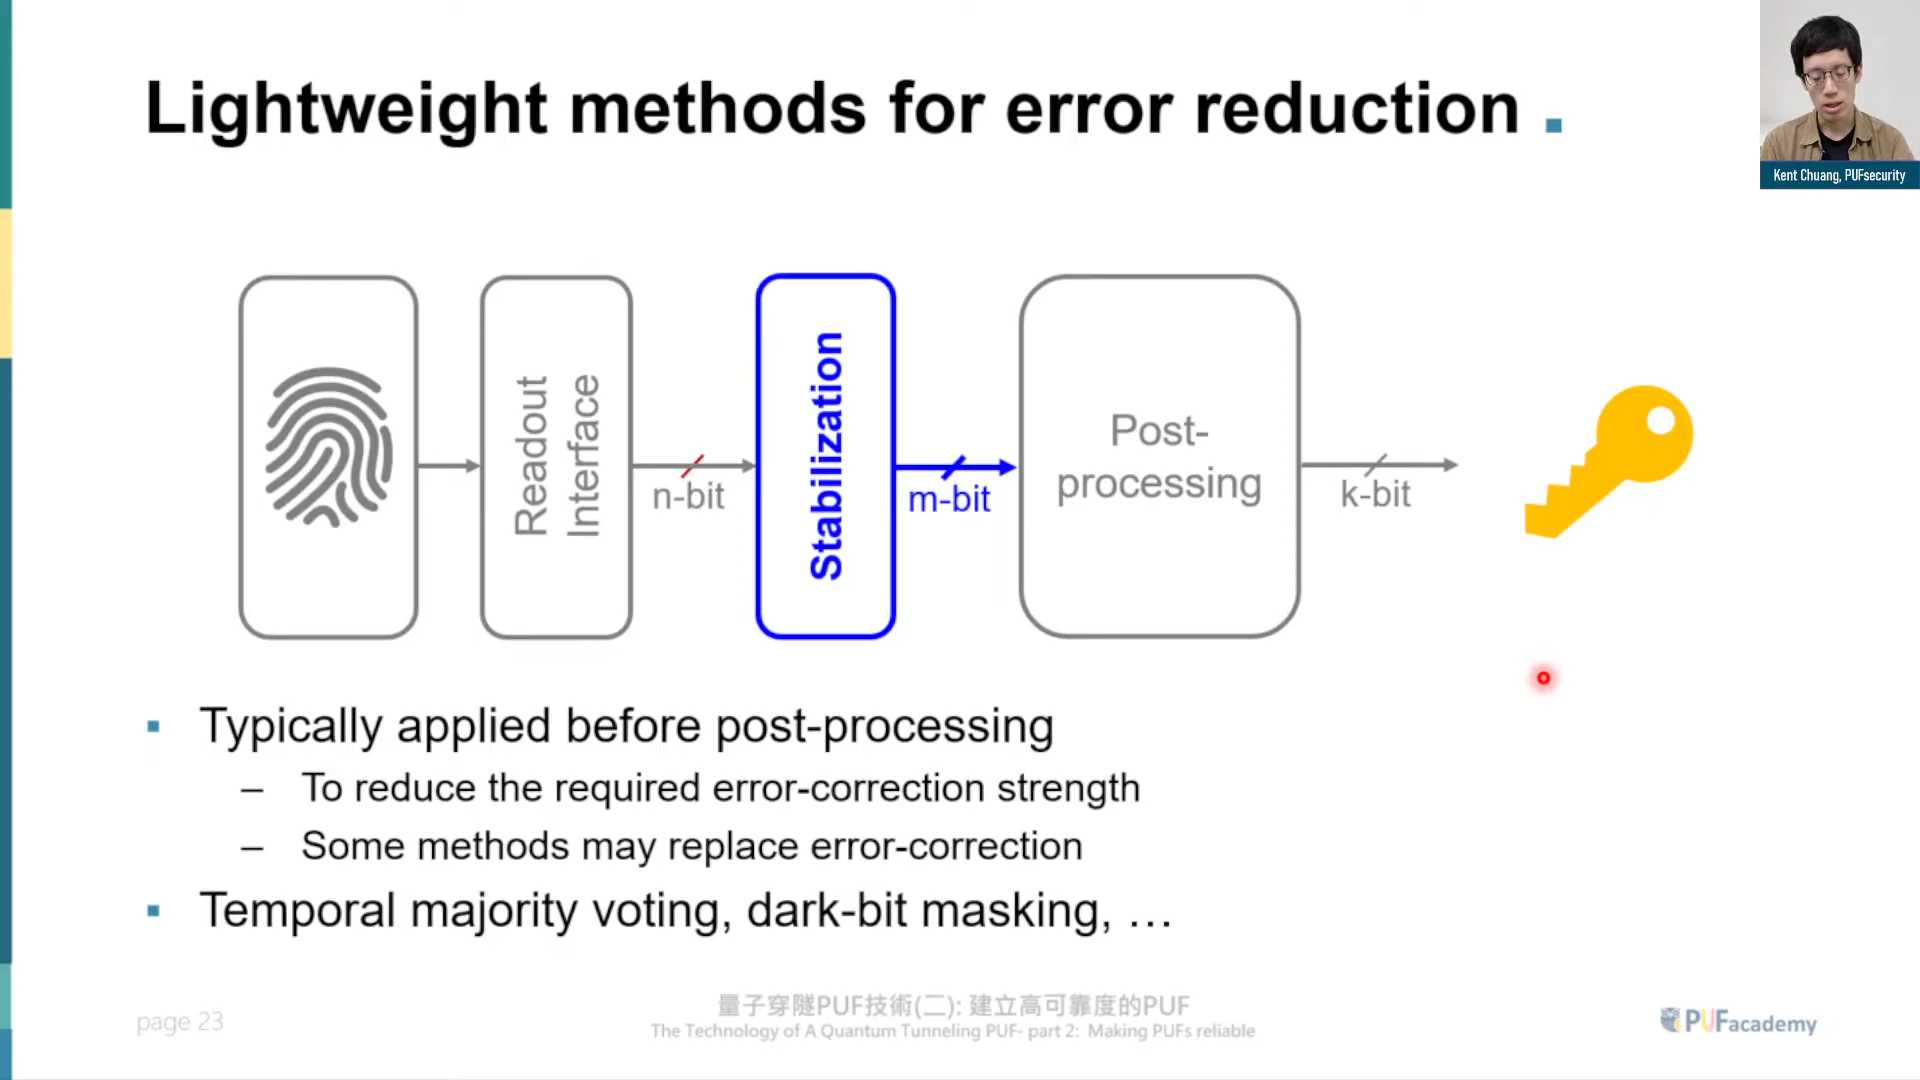 Lightweight methods for error reduction .
Kent Chuang, PUFsecurity
Readout
Interface
n-bit
Stabilization
m-bit
Post-
processing
k-bit
▪ Typically applied before post-processing
– To reduce the required error-correction strength
– Some methods may replace error-correction
▪ Temporal majority voting, dark-bit masking, …
page 23
量子穿隧PUF技術(二): 建立高可靠度的PUF
The Technology of A Quantum Tunneling PUF- part 2: Making PUFs reliable
PUFacademy